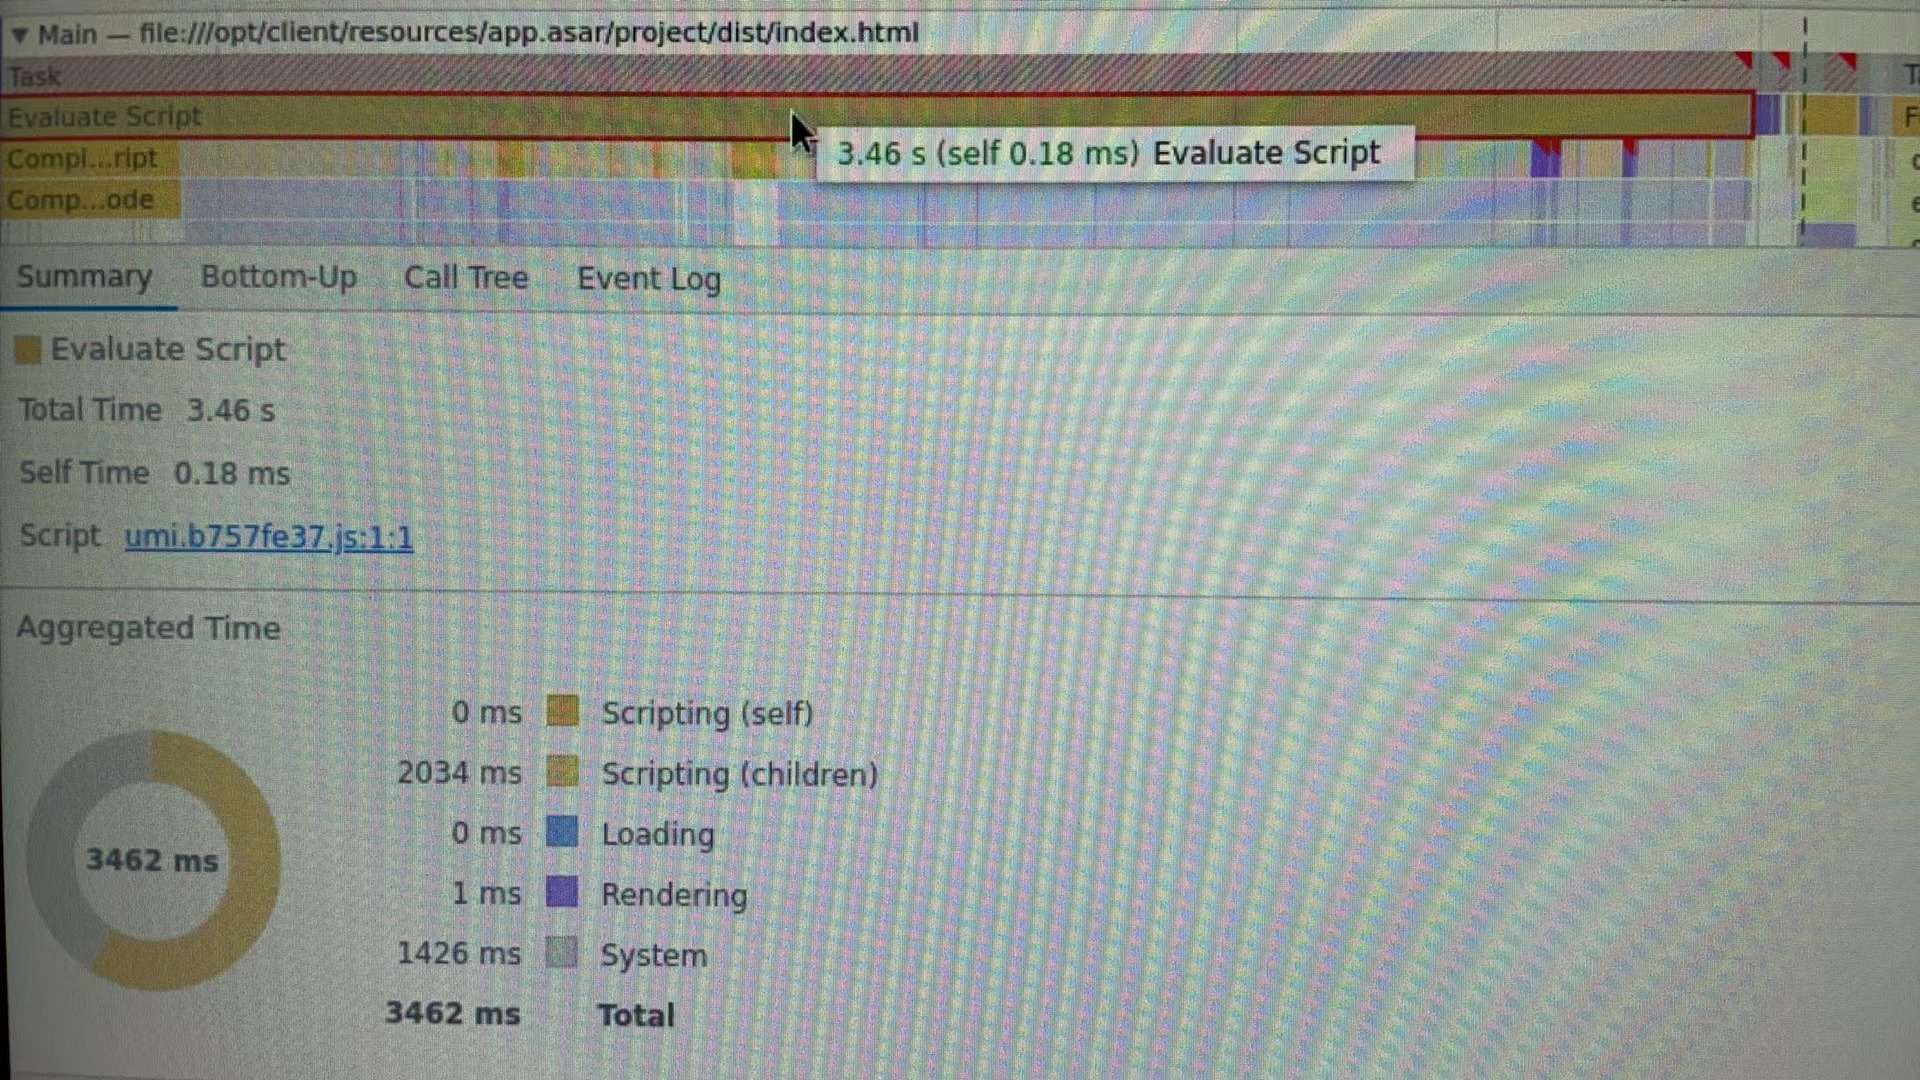 ▼ Main — file:///opt/client/resources/app.asar/project/dist/index.html
Task
T
Evaluate Script
F
3.46 s (self 0.18 ms) Evaluate Script
Compi...ript
Comp...ode
Summary Bottom-Up Call Tree Event Log
Evaluate Script
Total Time 3.46 s
Self Time 0.18 ms
Script umi.b757fe37.js:1:1
Aggregated Time
0 ms Scripting (self)
2034 ms Scripting (children)
0 ms Loading
1 ms Rendering
1426 ms System
3462 ms Total
3462 ms